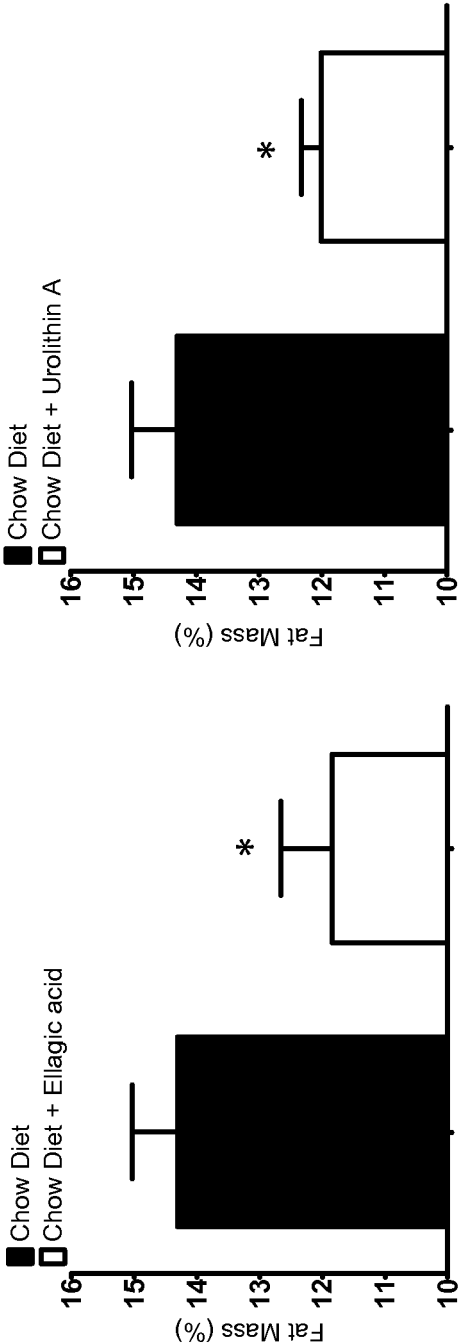 Chow Diet
Chow Diet + Ellagic acid
Fat Mass (%)
16
15
14
13
12
11
10
*
Chow Diet
Chow Diet + Urolithin A
Fat Mass (%)
16
15
14
13
12
11
10
*